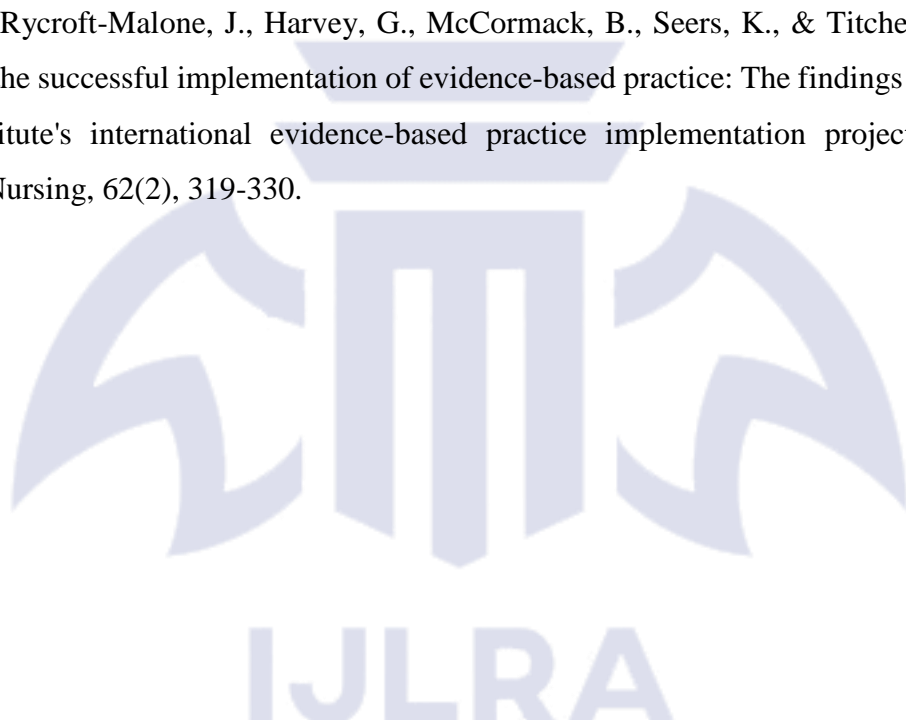 Rycroft-Malone, J., Harvey, G., McCormack, B., Seers, K., & Titche
he successful implementation of evidence-based practice: The findings
itute's international evidence-based practice implementation projec
Nursing, 62(2), 319-330.
IJLRA